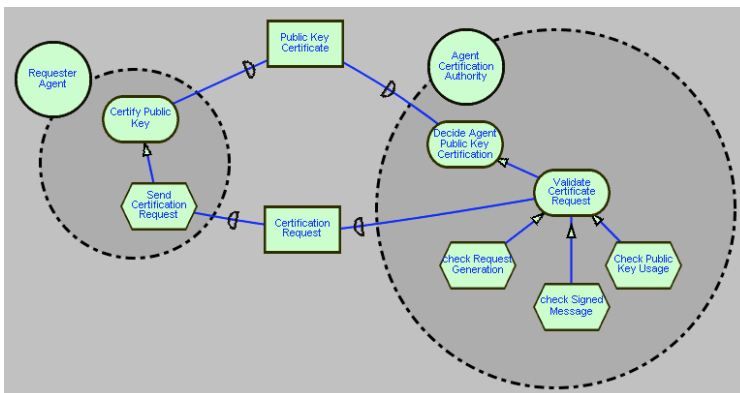 Public Key
Certificate
Requester
Agent
Agent
Certification
Authority
Certify Public
Key
Decide Agent
Public Key
Certification
Send
Certification
Request
Validate
Certificate
Request
Certification
Request
check Request
Generation
Check Public
Key Usage
check Signed
Message